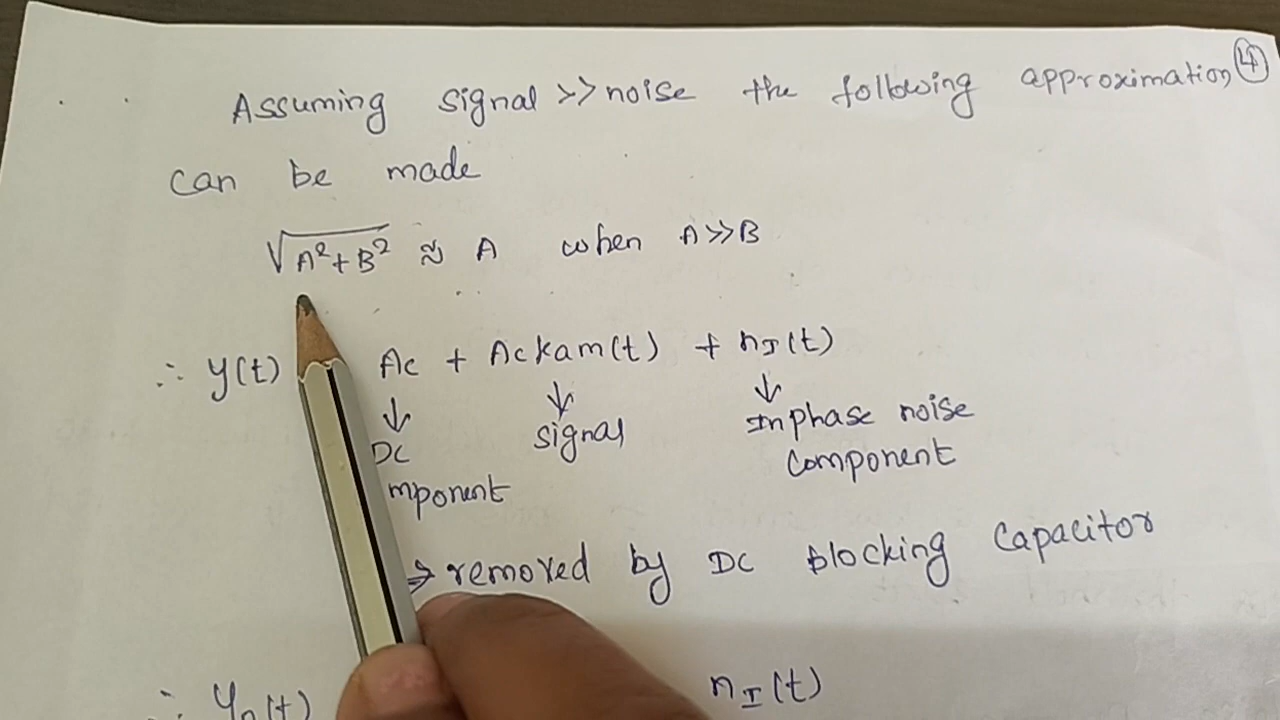 Assuming signal >> noise the following approximation ④
can be made
√A²+B² ≈ A when A>>B
∴ y(t) Ac + Ackam(t) + nI(t)
↓ ↓ ↓
DC signal Inphase noise
mponent component
⇒ removed by DC blocking capacitor
∴ y₀(t) nI(t)